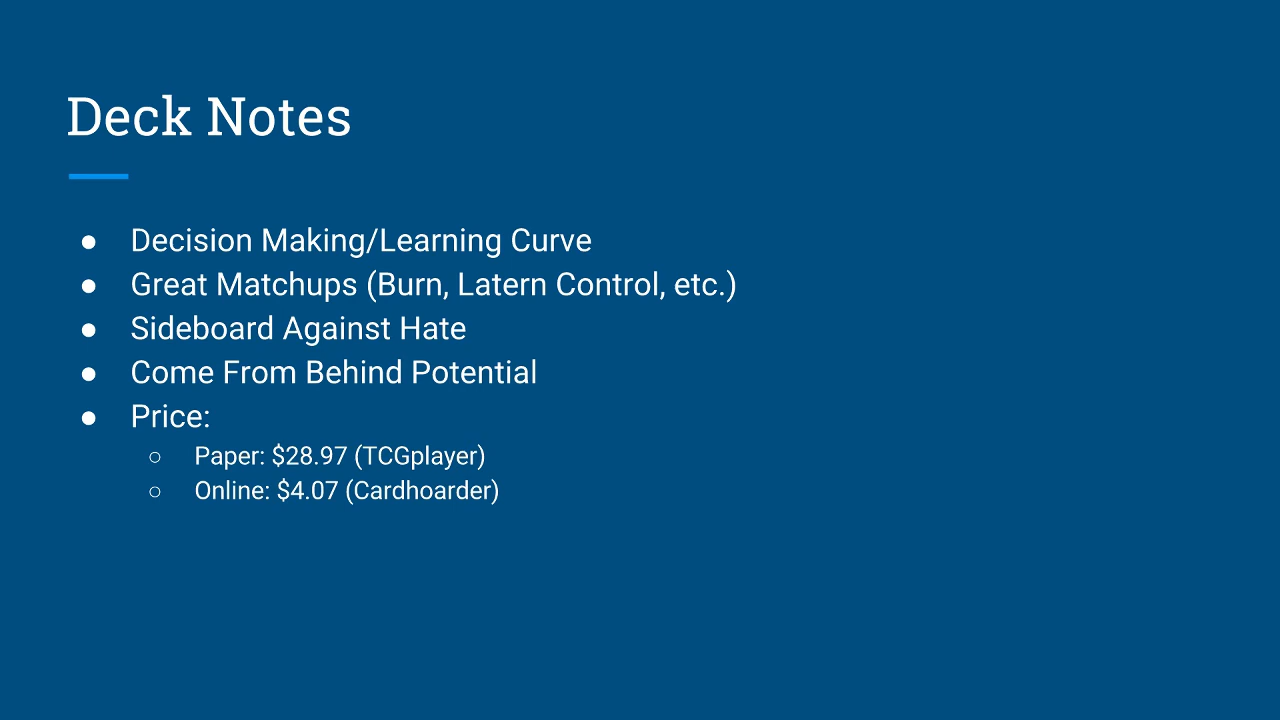 Deck Notes
● Decision Making/Learning Curve
● Great Matchups (Burn, Latern Control, etc.)
● Sideboard Against Hate
● Come From Behind Potential
● Price:
○ Paper: $28.97 (TCGplayer)
○ Online: $4.07 (Cardhoarder)